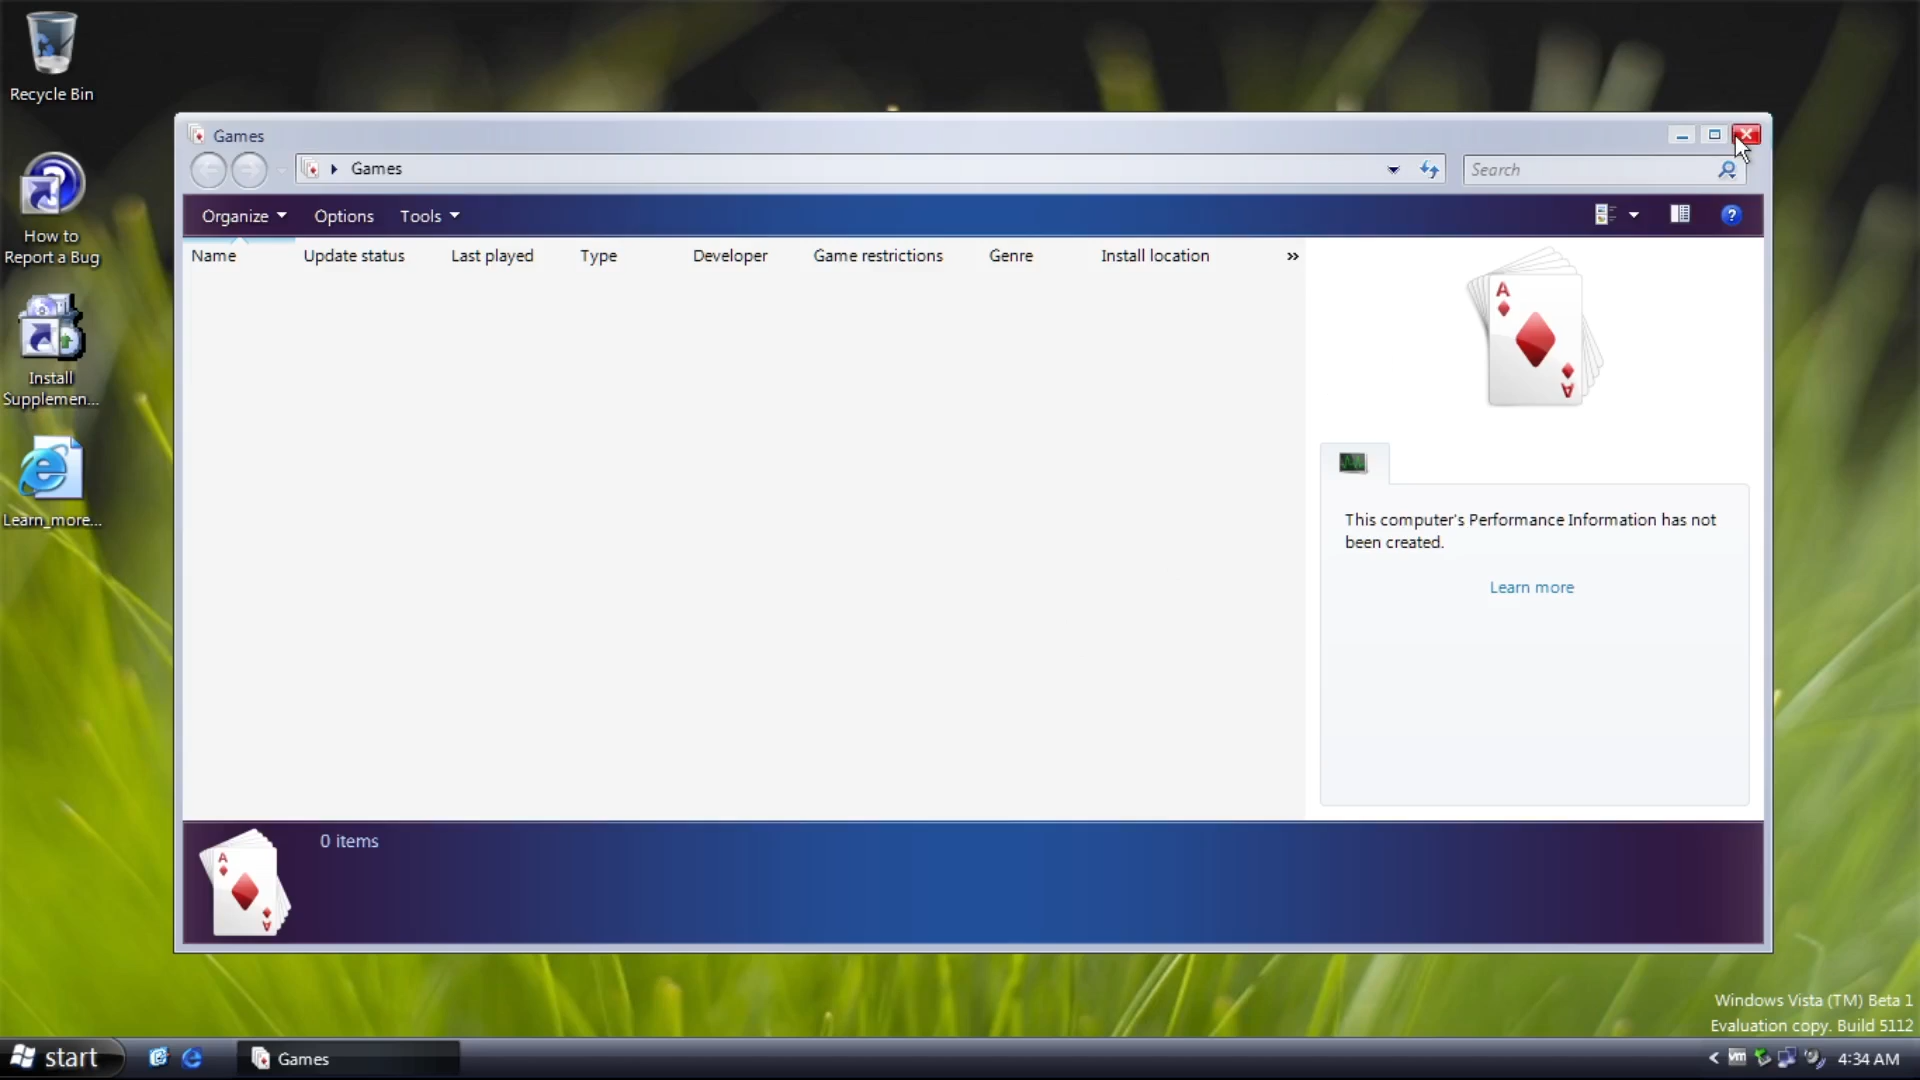 Recycle Bin
How to
Report a Bug
Install
Supplemen...
Learn_more...
Games
Games
Search
Organize
Options
Tools
?
Name
Update status
Last played
Type
Developer
Game restrictions
Genre
Install location
»
A
A
This computer's Performance Information has not
been created.
Learn more
0 items
A
A
Windows Vista (TM) Beta 1
Evaluation copy. Build 5112
start
Games
vm
4:34 AM